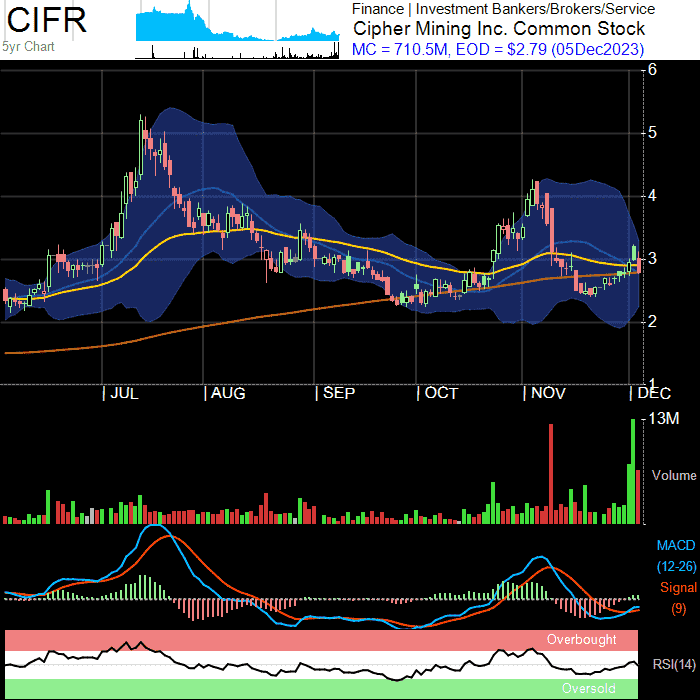 CIFR
5yr Chart
Finance | Investment Bankers/Brokers/Service
Cipher Mining Inc. Common Stock
MC = 710.5M, EOD = $2.79 (05Dec2023)
6
5
4
3
2
1
JUL
AUG
SEP
OCT
NOV
DEC
13M
Volume
MACD
(12-26)
Signal
(9)
Overbought
RSI(14)
Oversold